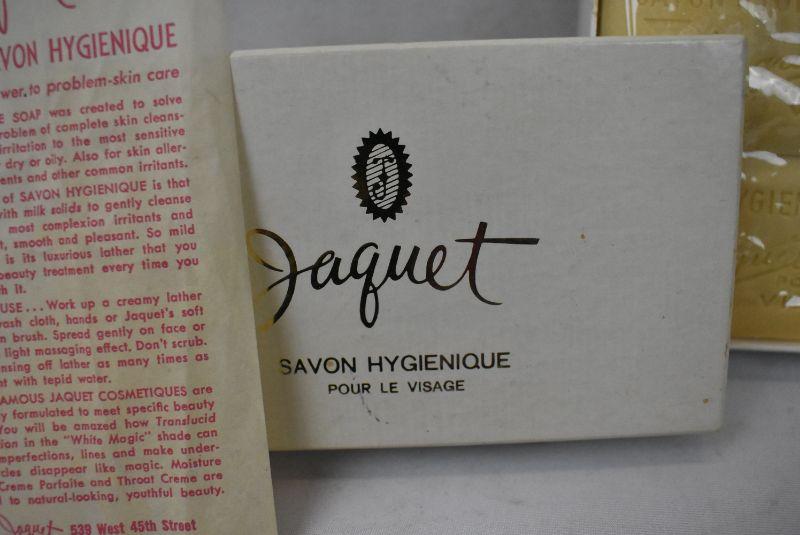 SAVON HYGIENIQUE
to problem-skin care
SOAP was created to solve
of complete skin cleans-
to the most sensitive
dry or oily. Also for skin aller-
and other common irritants.
of SAVON HYGIENIQUE is that
with milk solids to gently cleanse
most complexion irritants and
smooth and pleasant. So mild
is its luxurious lather that you
beauty treatment every time you
it.
USE... Work up a creamy lather
cloth, hands or Jaquet's soft
brush. Spread gently on face or
light massaging effect. Don't scrub.
off lather as many times as
with tepid water.
FAMOUS JAQUET COSMETIQUES are
formulated to meet specific beauty
You will be amazed how Translucid
in the "White Magic" shade can
imperfections, lines and make under-
disappear like magic. Moisture
Creme Parfaite and Throat Creme are
to natural-looking, youthful beauty.
Jaquet 539 West 45th Street
J
Jaquet
SAVON HYGIENIQUE
POUR LE VISAGE